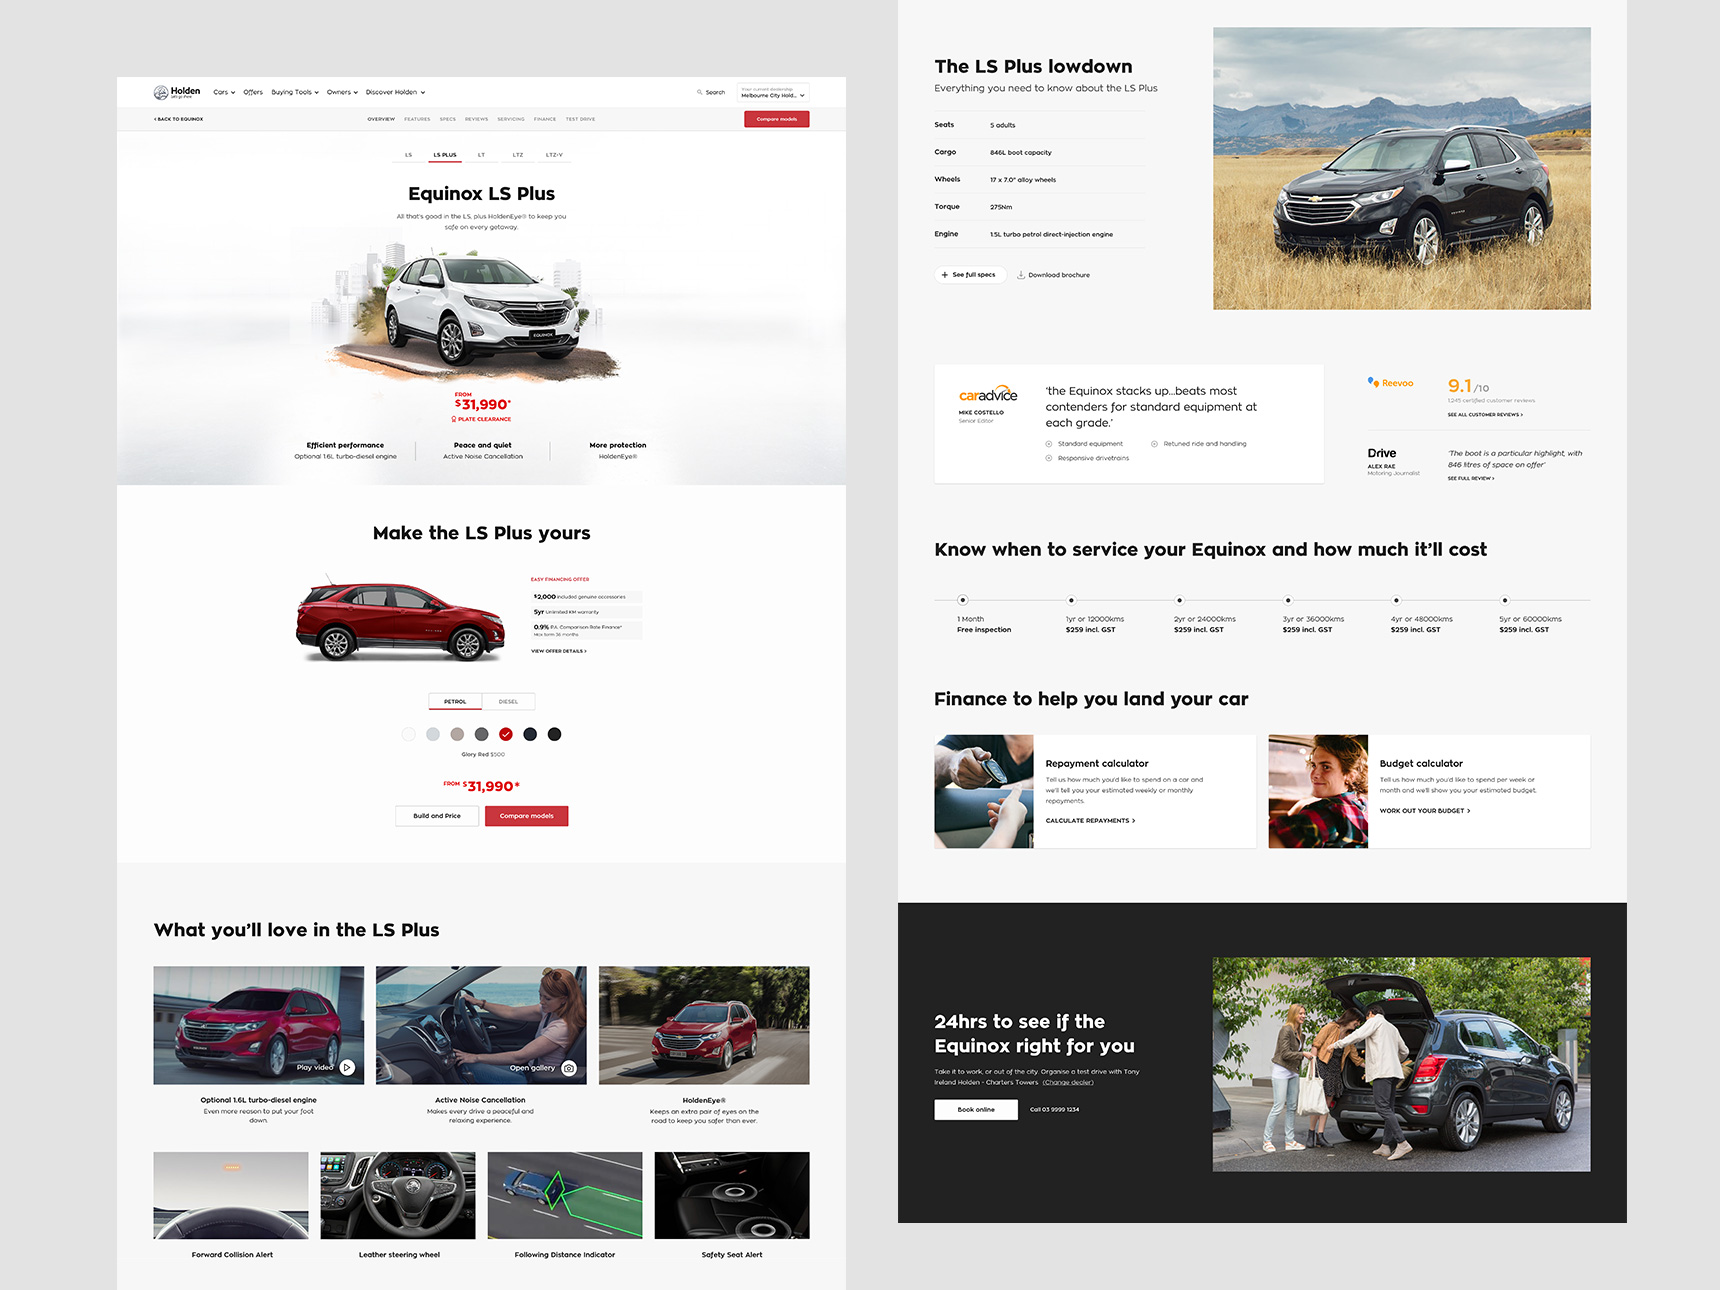 Holden
Let's go there
Cars
Offers
Buying Tools
Owners
Discover Holden
Search
Your current dealership
Melbourne City Hold...
< BACK TO EQUINOX
OVERVIEW
FEATURES
SPECS
REVIEWS
SERVICING
FINANCE
TEST DRIVE
Compare models
LS
LS PLUS
LT
LTZ
LTZ-V
Equinox LS Plus
All that's good in the LS, plus HoldenEye® to keep you
safe on every getaway.
EQUINOX
FROM
$31,990*
PLATE CLEARANCE
Efficient performance
Optional 1.6L turbo-diesel engine
Peace and quiet
Active Noise Cancellation
More protection
HoldenEye®
Make the LS Plus yours
EASY FINANCING OFFER
$2,000 included genuine accessories
5yr Unlimited KM warranty
0.9% P.A. Comparison Rate Finance*
Max term 36 months
VIEW OFFER DETAILS >
PETROL
DIESEL
Glory Red $500
FROM $31,990*
Build and Price
Compare models
What you'll love in the LS Plus
Play video
Open gallery
Optional 1.6L turbo-diesel engine
Even more reason to put your foot
down.
Active Noise Cancellation
Makes every drive a peaceful and
relaxing experience.
HoldenEye®
Keeps an extra pair of eyes on the
road to keep you safer than ever.
Forward Collision Alert
Leather steering wheel
Following Distance Indicator
Safety Seat Alert
The LS Plus lowdown
Everything you need to know about the LS Plus
Seats
5 adults
Cargo
846L boot capacity
Wheels
17 x 7.0" alloy wheels
Torque
275Nm
Engine
1.5L turbo petrol direct-injection engine
+ See full specs
Download brochure
caradvice
MIKE COSTELLO
Senior Editor
'the Equinox stacks up...beats most
contenders for standard equipment at
each grade.'
Standard equipment
Retuned ride and handling
Responsive drivetrains
Reevoo
9.1/10
1,245 certified customer reviews
SEE ALL CUSTOMER REVIEWS >
Drive
ALEX RAE
Motoring Journalist
'The boot is a particular highlight, with
846 litres of space on offer'
SEE FULL REVIEW >
Know when to service your Equinox and how much it'll cost
1 Month
Free inspection
1yr or 12000kms
$259 incl. GST
2yr or 24000kms
$259 incl. GST
3yr or 36000kms
$259 incl. GST
4yr or 48000kms
$259 incl. GST
5yr or 60000kms
$259 incl. GST
Finance to help you land your car
Repayment calculator
Tell us how much you'd like to spend on a car and
we'll tell you your estimated weekly or monthly
repayments.
CALCULATE REPAYMENTS >
Budget calculator
Tell us how much you'd like to spend per week or
month and we'll show you your estimated budget.
WORK OUT YOUR BUDGET >
24hrs to see if the
Equinox right for you
Take it to work, or out of the city. Organise a test drive with Tony
Ireland Holden - Charters Towers (Change dealer)
Book online
Call 03 9999 1234